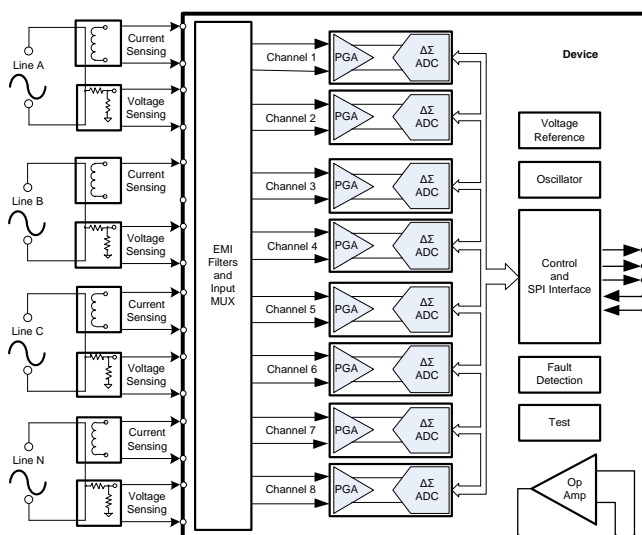 Device
Line A
Current
Sensing
Voltage
Sensing
Line B
Current
Sensing
Voltage
Sensing
Line C
Current
Sensing
Voltage
Sensing
Line N
Current
Sensing
Voltage
Sensing
EMI
Filters
and
Input
MUX
Channel 1
PGA
ΔΣ
ADC
Channel 2
PGA
ΔΣ
ADC
Channel 3
PGA
ΔΣ
ADC
Channel 4
PGA
ΔΣ
ADC
Channel 5
PGA
ΔΣ
ADC
Channel 6
PGA
ΔΣ
ADC
Channel 7
PGA
ΔΣ
ADC
Channel 8
PGA
ΔΣ
ADC
Voltage
Reference
Oscillator
Control
and
SPI Interface
Fault
Detection
Test
Op
Amp